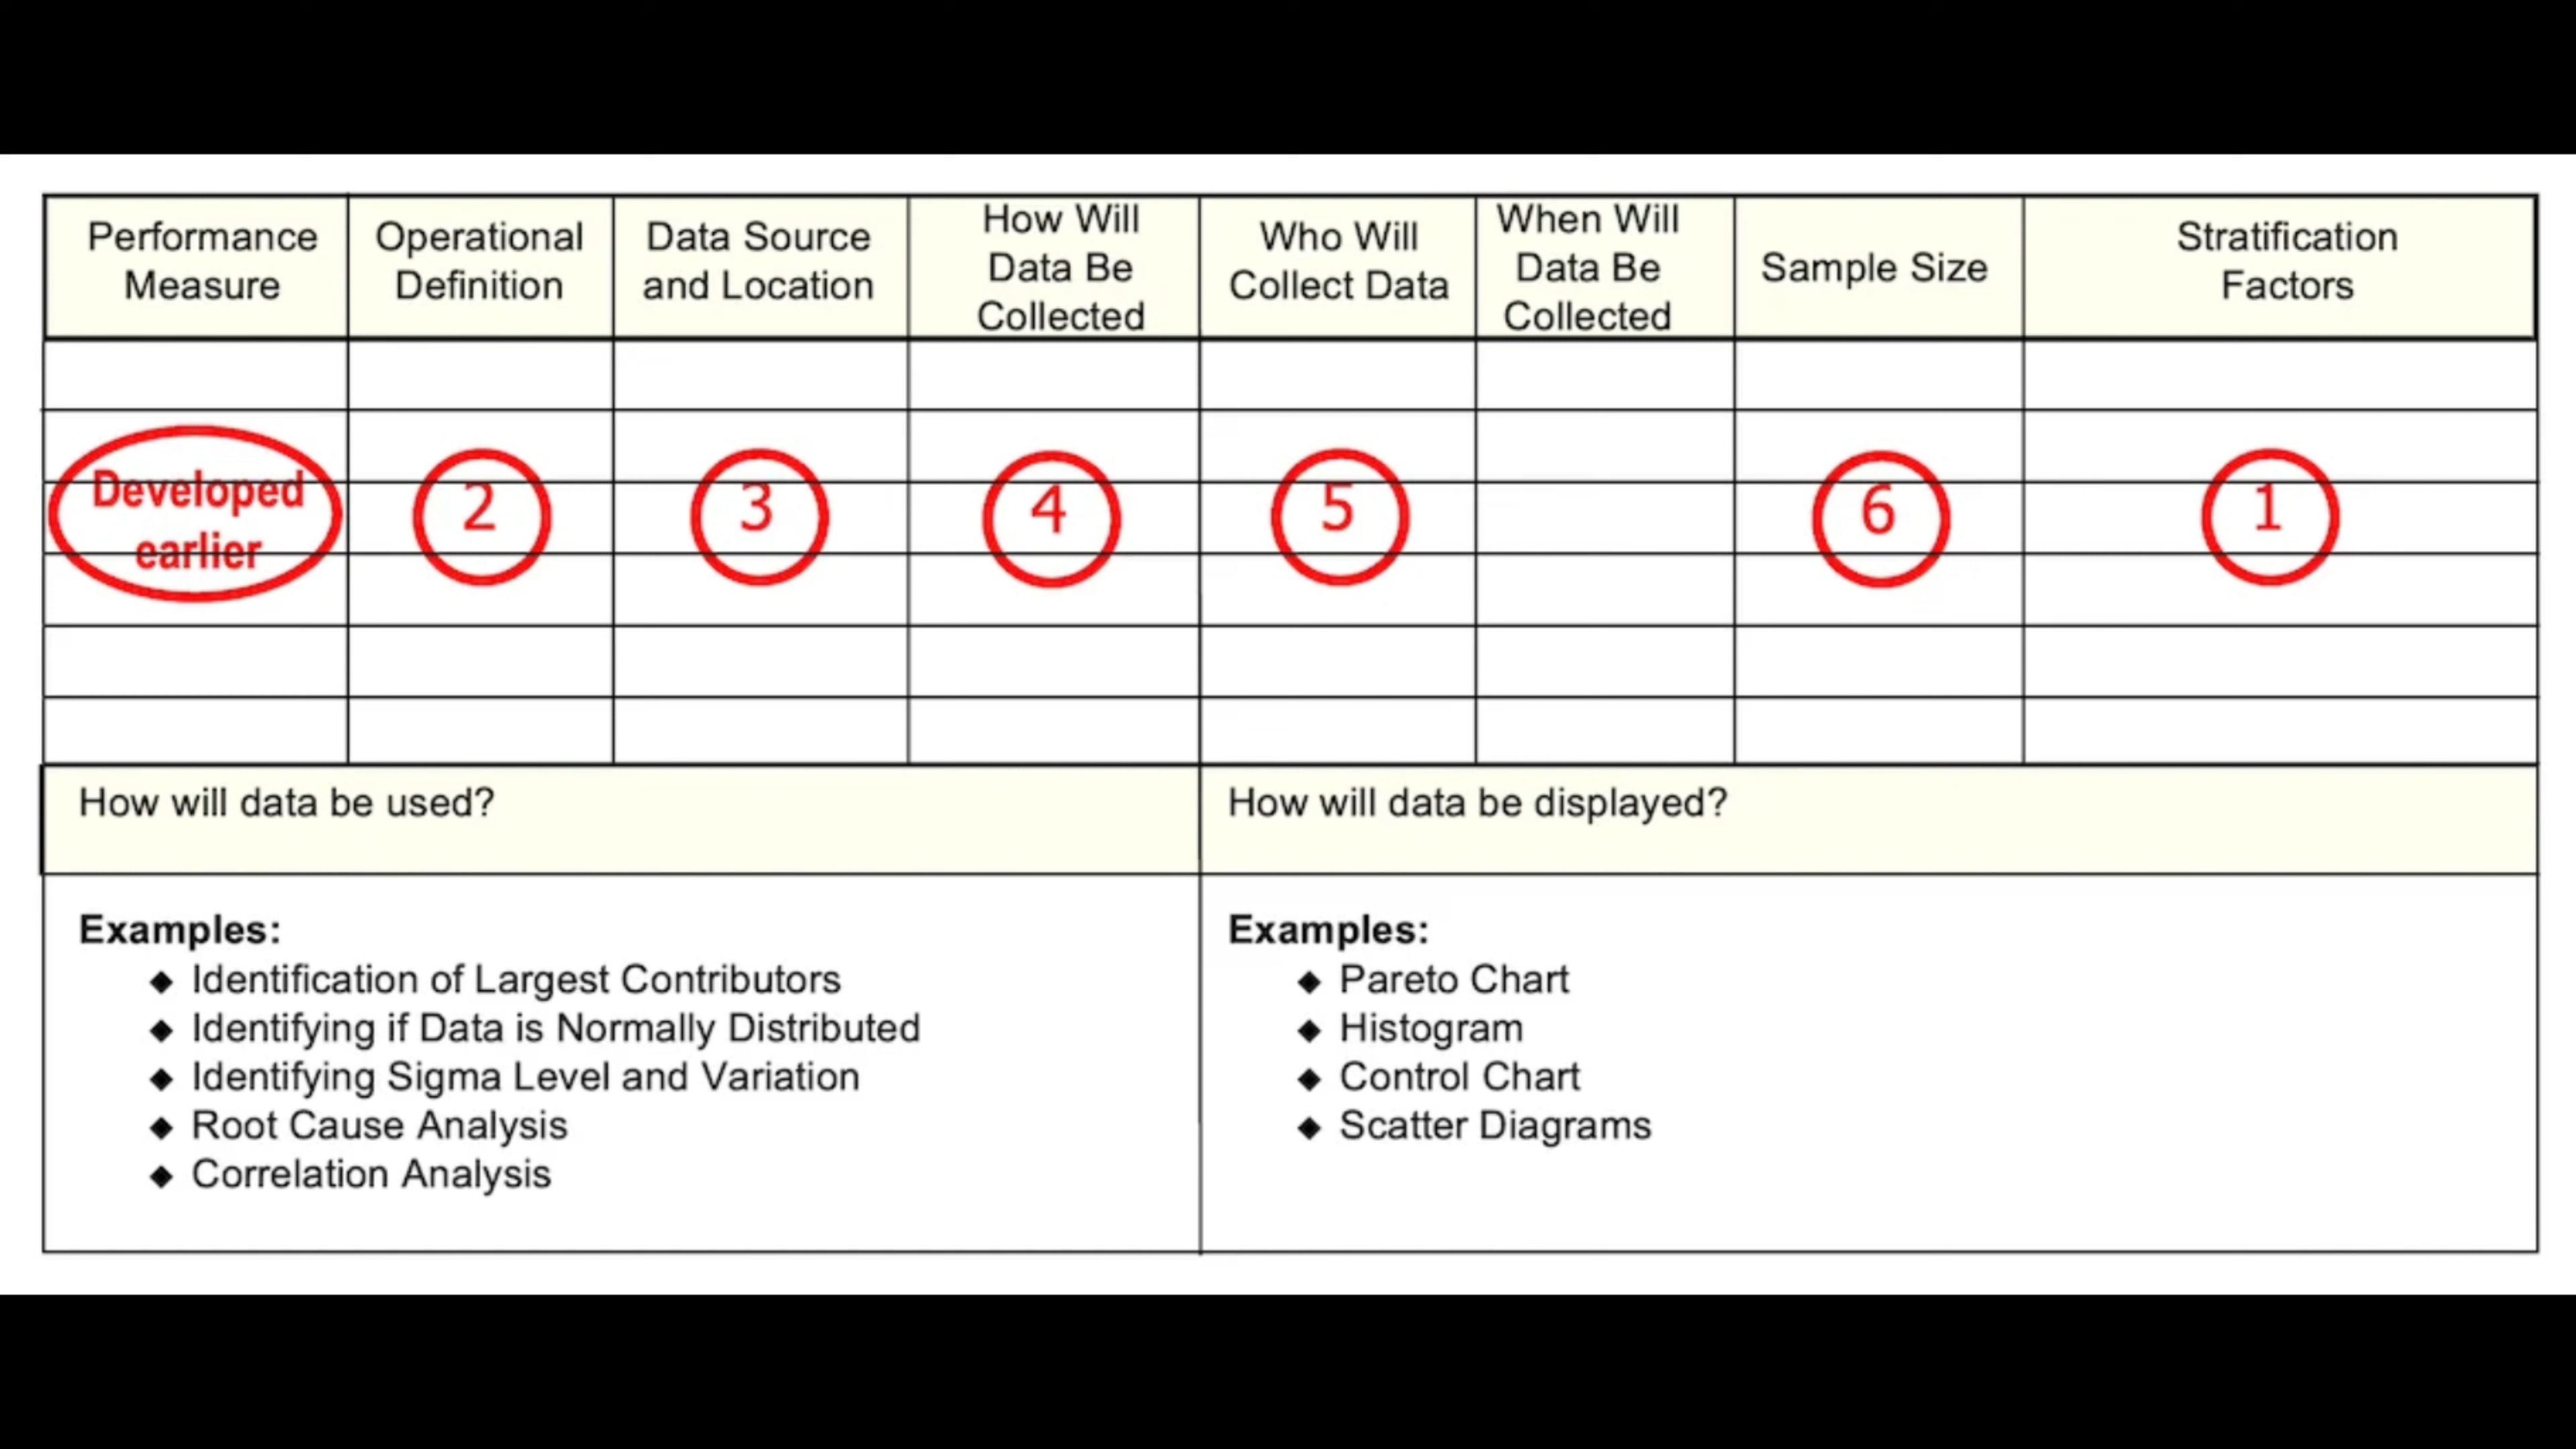 Performance
Measure
Operational
Definition
Data Source
and Location
How Will
Data Be
Collected
Who Will
Collect Data
When Will
Data Be
Collected
Sample Size
Stratification
Factors
Developed
earlier
2
3
4
5
6
1
How will data be used?
How will data be displayed?
Examples:
◆ Identification of Largest Contributors
◆ Identifying if Data is Normally Distributed
◆ Identifying Sigma Level and Variation
◆ Root Cause Analysis
◆ Correlation Analysis
Examples:
◆ Pareto Chart
◆ Histogram
◆ Control Chart
◆ Scatter Diagrams